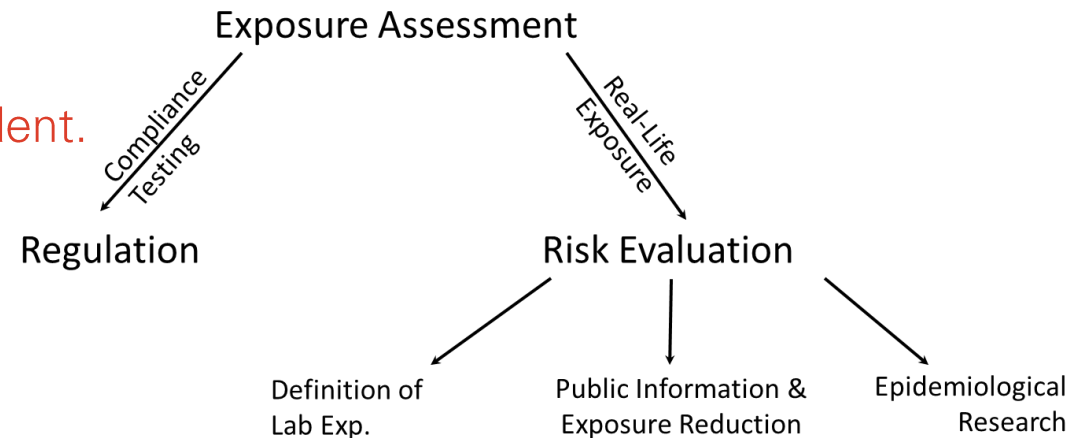 Exposure Assessment
Compliance
Testing
Real-Life
Exposure
Regulation
Risk Evaluation
Definition of
Lab Exp.
Public Information &
Exposure Reduction
Epidemiological
Research